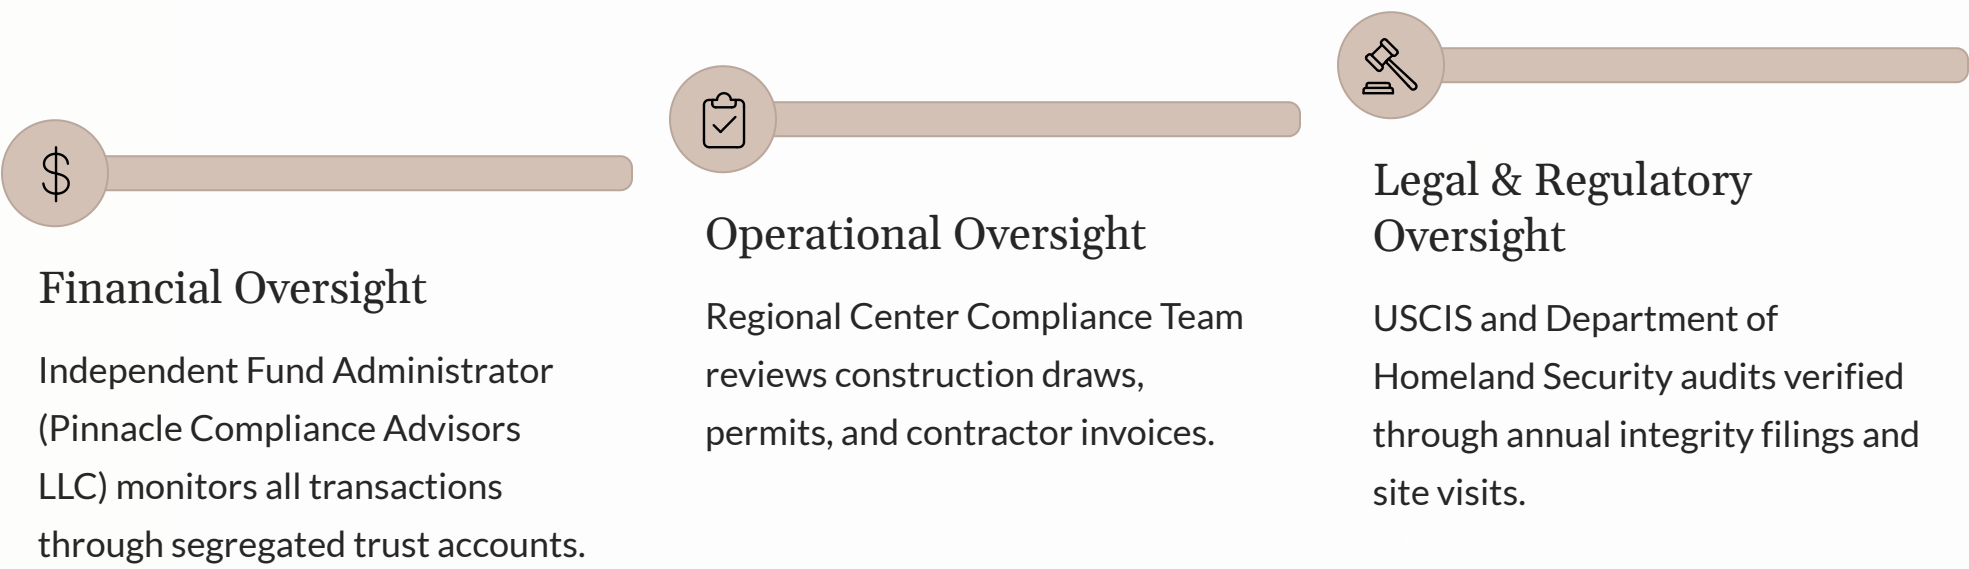 Financial Oversight
Independent Fund Administrator
(Pinnacle Compliance Advisors
LLC) monitors all transactions
through segregated trust accounts.
Operational Oversight
Regional Center Compliance Team
reviews construction draws,
permits, and contractor invoices.
Legal & Regulatory
Oversight
USCIS and Department of
Homeland Security audits verified
through annual integrity filings and
site visits.